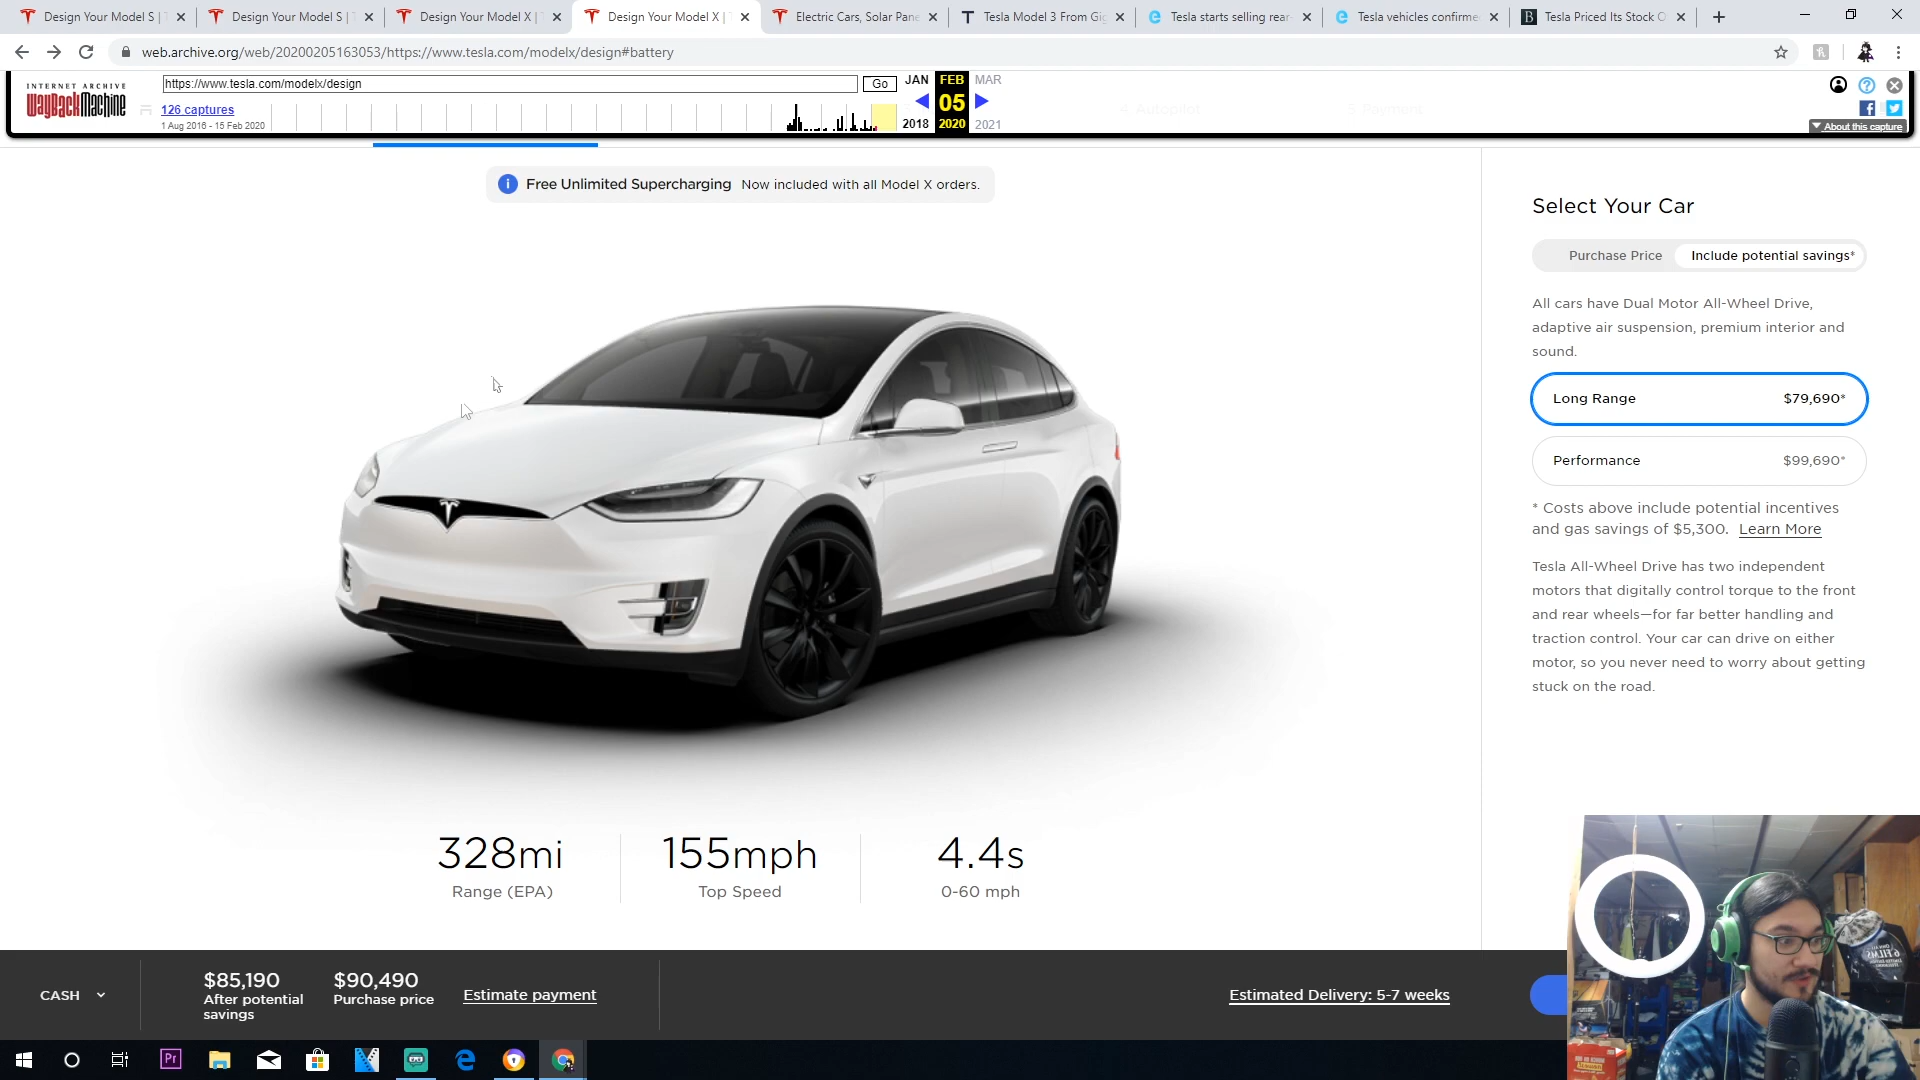 Design Your Model S | T
Design Your Model S | T
Design Your Model X | T
Design Your Model X | T
Electric Cars, Solar Pane
Tesla Model 3 From Gig
Tesla starts selling rear-
Tesla vehicles confirme
Tesla Priced Its Stock O
web.archive.org/web/20200205163053/https://www.tesla.com/modelx/design#battery
INTERNET ARCHIVE
WayBackMachine
https://www.tesla.com/modelx/design
Go
JAN
FEB
MAR
126 captures
05
4 Autopilot
5 Payment
1 Aug 2016 - 15 Feb 2020
2018
2020
2021
About this capture
Free Unlimited Supercharging Now included with all Model X orders.
Select Your Car
Purchase Price
Include potential savings*
All cars have Dual Motor All-Wheel Drive,
adaptive air suspension, premium interior and
sound.
Long Range $79,690*
Performance $99,690*
* Costs above include potential incentives
and gas savings of $5,300. Learn More
Tesla All-Wheel Drive has two independent
motors that digitally control torque to the front
and rear wheels—for far better handling and
traction control. Your car can drive on either
motor, so you never need to worry about getting
stuck on the road.
328mi
Range (EPA)
155mph
Top Speed
4.4s
0-60 mph
CASH
$85,190
After potential
savings
$90,490
Purchase price
Estimate payment
Estimated Delivery: 5-7 weeks
Pr